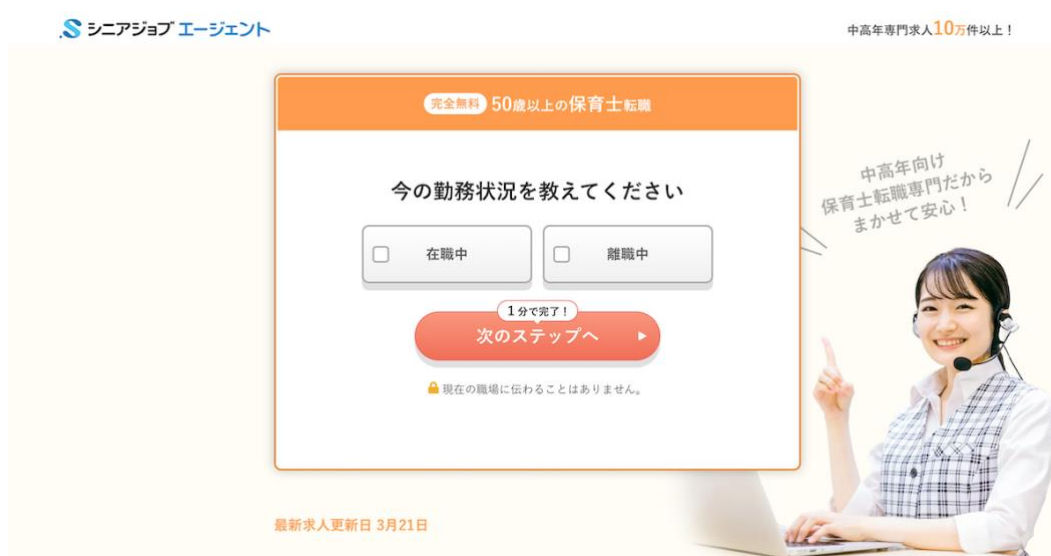 シニアジョブ エージェント
中高年専門求人10万件以上！
完全無料 50歳以上の保育士転職
今の勤務状況を教えてください
在職中
離職中
1分で完了！
次のステップへ
現在の職場に伝わることはありません。
中高年向け
保育士転職専門だから
まかせて安心！
最新求人更新日 3月21日